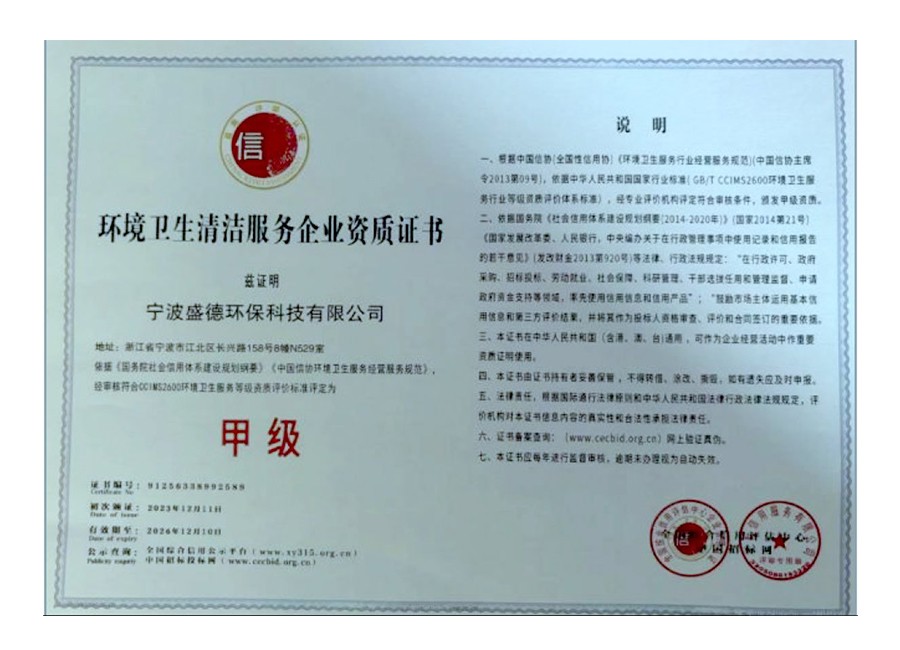 信
环境卫生清洁服务企业资质证书
兹证明
宁波盛德环保科技有限公司
地址：浙江省宁波市江北区长兴路158号8幢N529室
依据《国务院社会信用体系建设规划纲要》《中国信协环境卫生服务经营服务规范》，
经审核符合CCIMS2600环境卫生服务等级资质评价标准评定为
甲级
证书编号：91256338992589
Certificate No
初次颁证：2023年12月11日
Date of issue
有效期至：2026年12月10日
Date of expiry
公示查询：全国综合信用公示平台（www.xy315.org.cn）
Publicity enquiry 中国招标投标网（www.cecbid.org.cn）
说 明
一、根据中国信协(全国性信用协)《环境卫生服务行业经营服务规范》(中国信协主席
令2013第09号)，依据中华人民共和国国家行业标准( GB/T CCIMS2600环境卫生服
务行业等级资质评价体系标准），经专业评价机构评定符合审核条件，颁发甲级资质。
二、依据国务院《社会信用体系建设规划纲要(2014-2020年)》(国家2014第21号)
《国家发展改革委、人民银行，中央编办关于在行政管理事项中使用记录和信用报告
的若干意见》(发改财金2013第920号)等法律、行政法规规定：“在行政许可、政府
采购、招标投标、劳动就业、社会保障、科研管理、干部选拔任用和管理监督、申请
政府资金支持等领域，率先使用信用信息和信用产品”；“鼓励市场主体运用基本信
用信息和第三方评价结果，并将其作为投标人资格审查、评价和合同签订的重要依据。
三、本证书在中华人民共和国（含港、澳、台)通用，可作为企业经营活动中作重要
资质证明使用。
四、本证书由证书持有者妥善保管，不得转借、涂改、撕毁，如有遗失应及时申报。
五、法律责任，根据国际通行法律原则和中华人民共和国法律行政法律法规规定，评
价机构对本证书信息内容的真实性和合法性承担法律责任。
六、证书备案查询：（www.cecbid.org.cn）网上验证真伪。
七、本证书应每年进行监督审核，逾期未办理视为自动失效。
信用评估中心
中国招标网